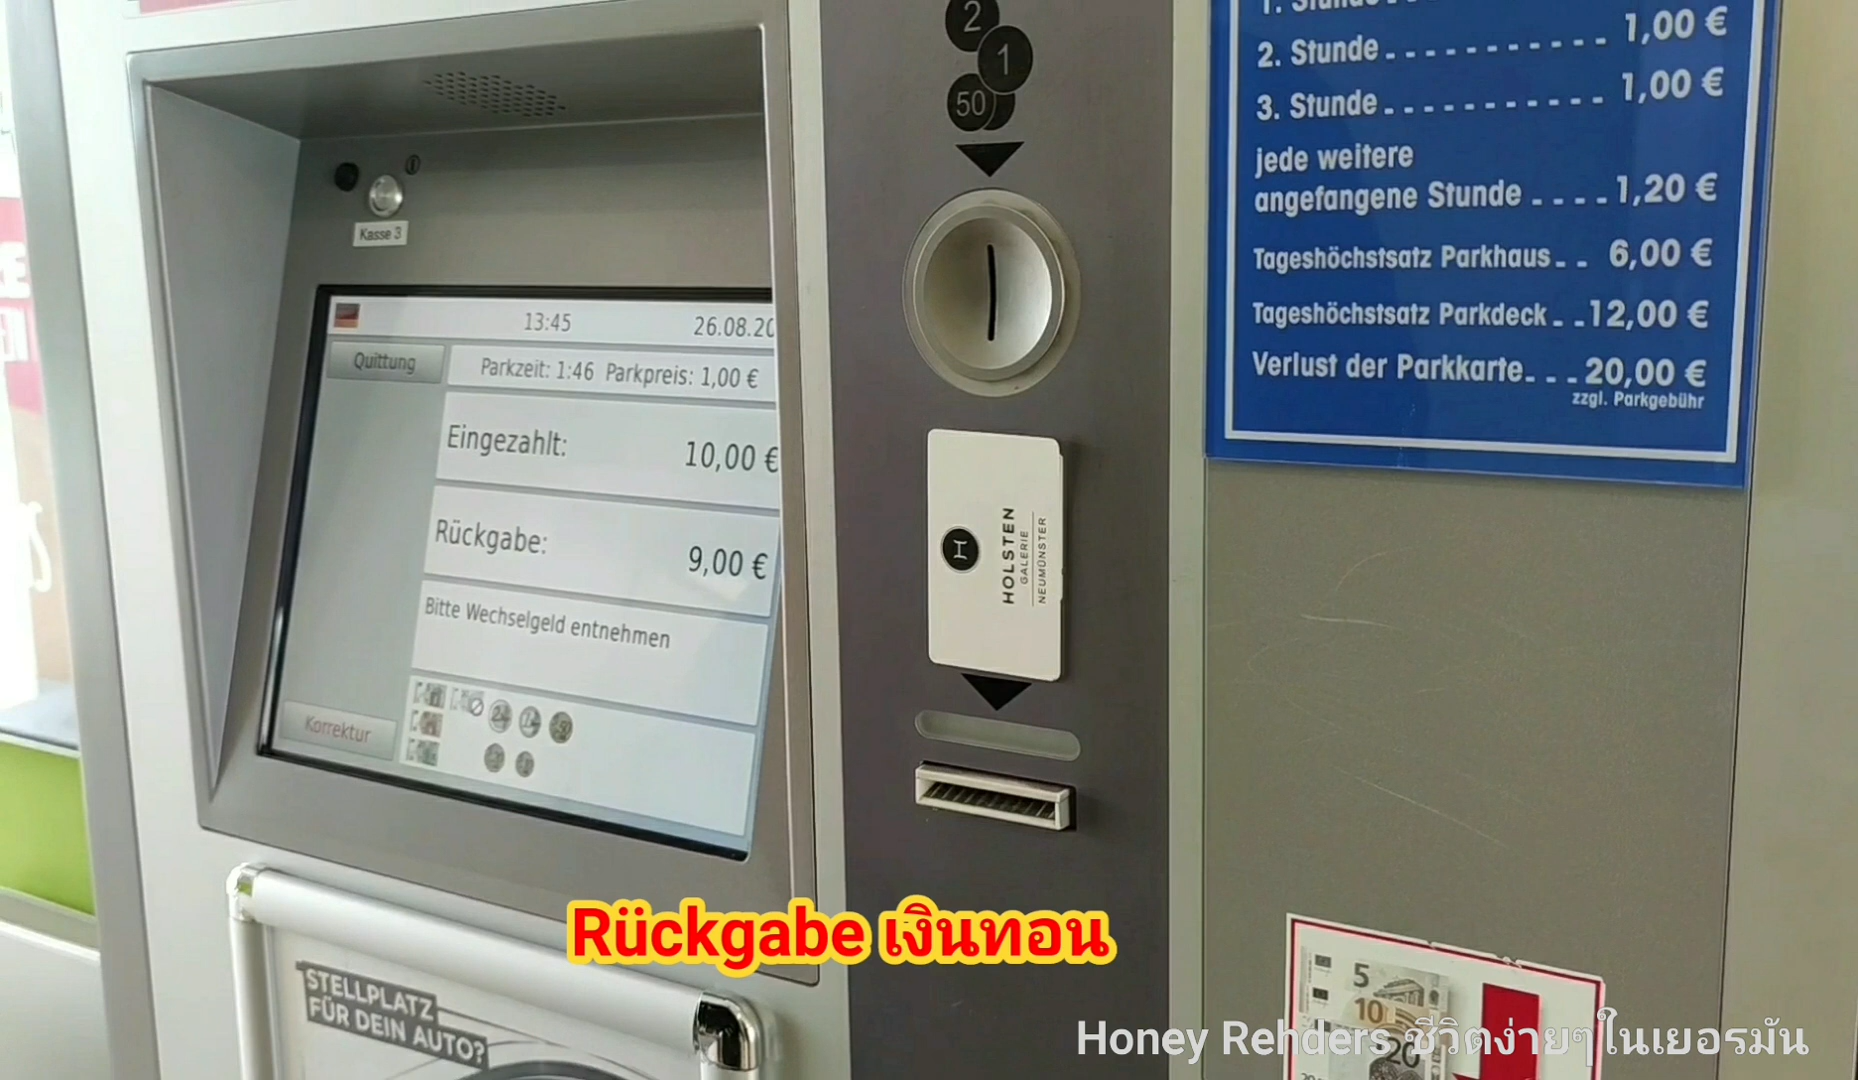 Kasse 3
13:45 26.08.20
Quittung
Parkzeit: 1:46 Parkpreis: 1,00 €
Eingezahlt: 10,00 €
Rückgabe: 9,00 €
Bitte Wechselgeld entnehmen
Korrektur
2
1
50
HOLSTEN
GALERIE
NEUMÜNSTER
1. Stunde
2. Stunde........... 1,00 €
3. Stunde........... 1,00 €
jede weitere
angefangene Stunde....1,20 €
Tageshöchstsatz Parkhaus.. 6,00 €
Tageshöchstsatz Parkdeck..12,00 €
Verlust der Parkkarte...20,00 €
zzgl. Parkgebühr
Rückgabe เงินทอน
STELLPLATZ
FÜR DEIN AUTO?
5
10
20
Honey Rehders ชีวิตง่ายๆในเยอรมัน